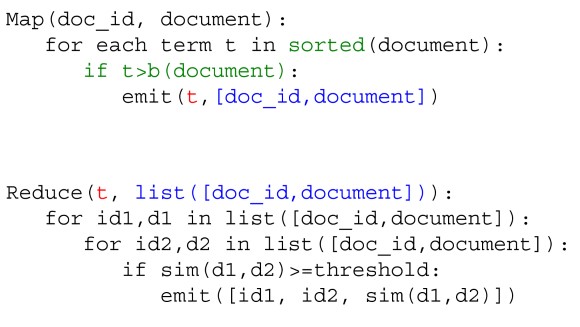 Map(doc_id, document):
for each term t in sorted(document):
if t>b(document):
emit(t,[doc_id,document])
Reduce(t, list([doc_id,document])):
for id1,d1 in list([doc_id,document]):
for id2,d2 in list([doc_id,document]):
if sim(d1,d2)>=threshold:
emit([id1, id2, sim(d1,d2)])